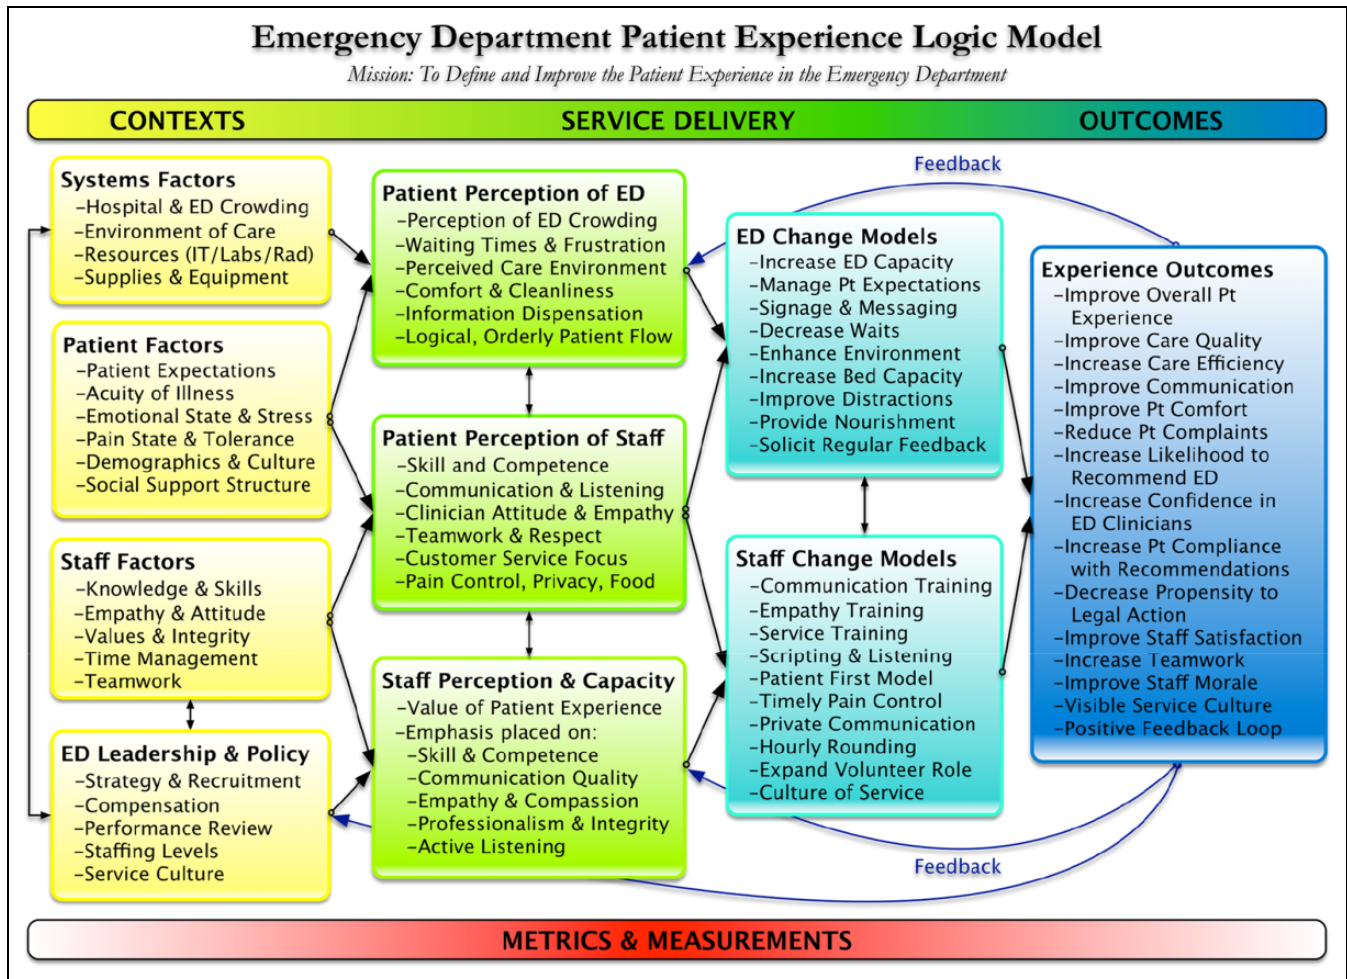 Emergency Department Patient Experience Logic Model
Mission: To Define and Improve the Patient Experience in the Emergency Department
CONTEXTS
SERVICE DELIVERY
OUTCOMES
Systems Factors
–Hospital & ED Crowding
–Environment of Care
–Resources (IT/Labs/Rad)
–Supplies & Equipment
Patient Factors
–Patient Expectations
–Acuity of Illness
–Emotional State & Stress
–Pain State & Tolerance
–Demographics & Culture
–Social Support Structure
Staff Factors
–Knowledge & Skills
–Empathy & Attitude
–Values & Integrity
–Time Management
–Teamwork
ED Leadership & Policy
–Strategy & Recruitment
–Compensation
–Performance Review
–Staffing Levels
–Service Culture
Patient Perception of ED
–Perception of ED Crowding
–Waiting Times & Frustration
–Perceived Care Environment
–Comfort & Cleanliness
–Information Dispensation
–Logical, Orderly Patient Flow
Patient Perception of Staff
–Skill and Competence
–Communication & Listening
–Clinician Attitude & Empathy
–Teamwork & Respect
–Customer Service Focus
–Pain Control, Privacy, Food
Staff Perception & Capacity
–Value of Patient Experience
–Emphasis placed on:
–Skill & Competence
–Communication Quality
–Empathy & Compassion
–Professionalism & Integrity
–Active Listening
ED Change Models
–Increase ED Capacity
–Manage Pt Expectations
–Signage & Messaging
–Decrease Waits
–Enhance Environment
–Increase Bed Capacity
–Improve Distractions
–Provide Nourishment
–Solicit Regular Feedback
Staff Change Models
–Communication Training
–Empathy Training
–Service Training
–Scripting & Listening
–Patient First Model
–Timely Pain Control
–Private Communication
–Hourly Rounding
–Expand Volunteer Role
–Culture of Service
Feedback
Experience Outcomes
–Improve Overall Pt
Experience
–Improve Care Quality
–Increase Care Efficiency
–Improve Communication
–Improve Pt Comfort
–Reduce Pt Complaints
–Increase Likelihood to
Recommend ED
–Increase Confidence in
ED Clinicians
–Increase Pt Compliance
with Recommendations
–Decrease Propensity to
Legal Action
–Improve Staff Satisfaction
–Increase Teamwork
–Improve Staff Morale
–Visible Service Culture
–Positive Feedback Loop
Feedback
METRICS & MEASUREMENTS